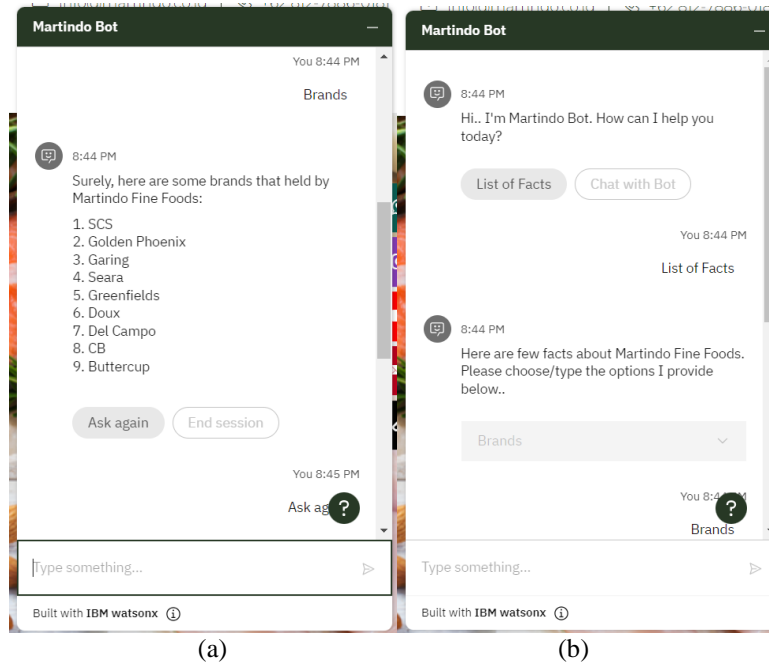 Martindo Bot
You 8:44 PM
Brands
8:44 PM
Surely, here are some brands that held by
Martindo Fine Foods:
1. SCS
2. Golden Phoenix
3. Garing
4. Seara
5. Greenfields
6. Doux
7. Del Campo
8. CB
9. Buttercup
Ask again
End session
You 8:45 PM
Ask ag
?
Type something...
Built with IBM watsonx
(a)
Martindo Bot
8:44 PM
Hi.. I'm Martindo Bot. How can I help you
today?
List of Facts
Chat with Bot
You 8:44 PM
List of Facts
8:44 PM
Here are few facts about Martindo Fine Foods.
Please choose/type the options I provide
below..
Brands
You 8:4 M
?
Brands
Type something...
Built with IBM watsonx
(b)